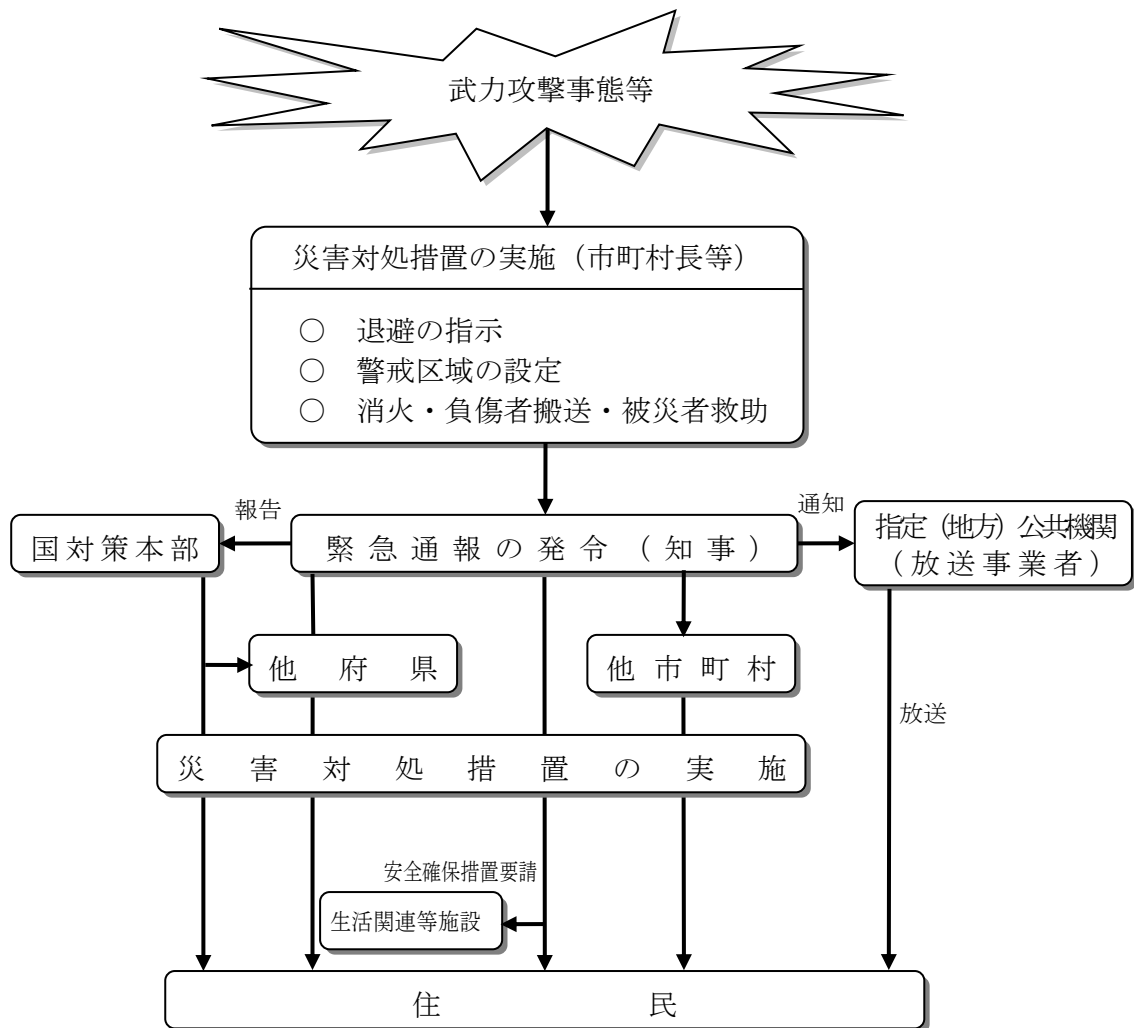 武力攻撃事態等
災害対処措置の実施（市町村長等）
○　退避の指示
○　警戒区域の設定
○　消火・負傷者搬送・被災者救助
報告
通知
国対策本部
緊急通報の発令（知事）
指定（地方）公共機関
（放送事業者）
他府県
他市町村
放送
災害対処措置の実施
安全確保措置要請
生活関連等施設
住民